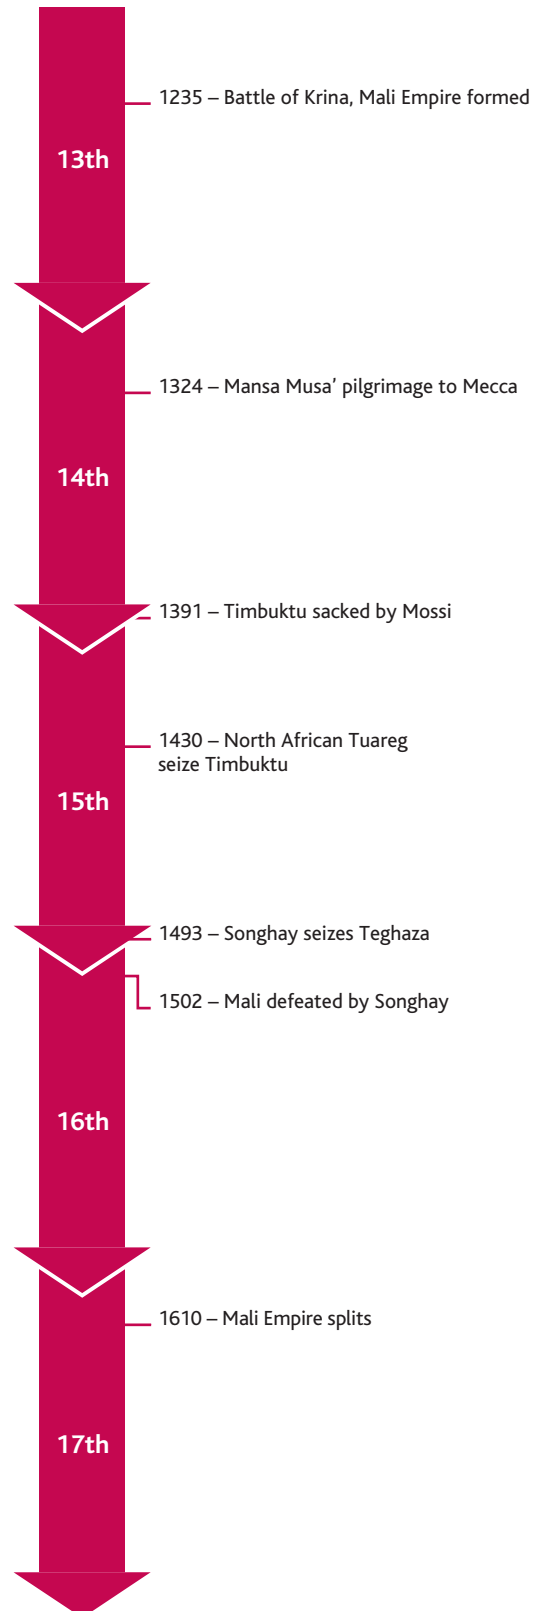 1235 – Battle of Krina, Mali Empire formed
13th
1324 – Mansa Musa’ pilgrimage to Mecca
14th
1391 – Timbuktu sacked by Mossi
1430 – North African Tuareg
seize Timbuktu
15th
1493 – Songhay seizes Teghaza
1502 – Mali defeated by Songhay
16th
1610 – Mali Empire splits
17th